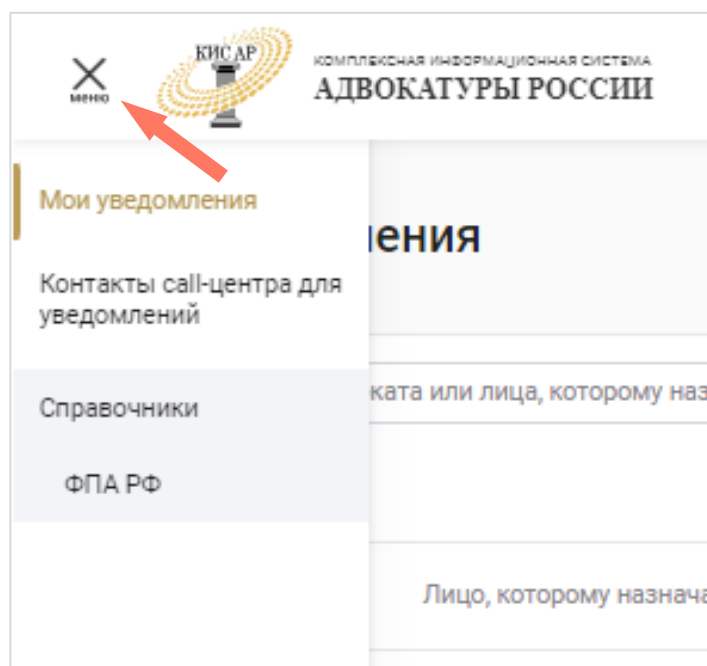 меню
КИС АР
КОМПЛЕКСНАЯ ИНФОРМАЦИОННАЯ СИСТЕМА
АДВОКАТУРЫ РОССИИ
Мои уведомления
ения
Контакты call-центра для
уведомлений
ката или лица, которому наз
Справочники
ФПА РФ
Лицо, которому назнача